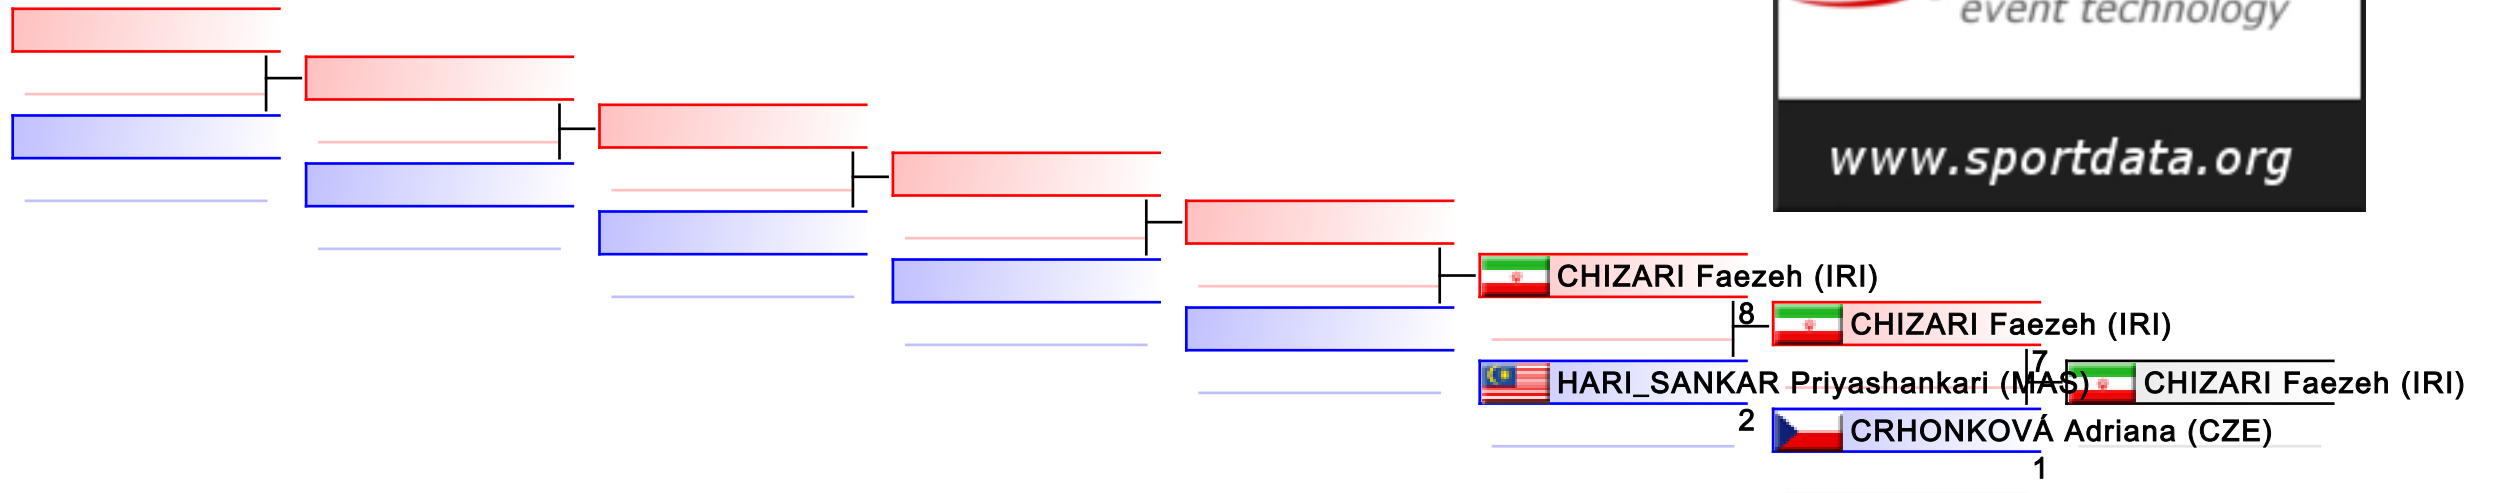 event technology
www.sportdata.org
CHIZARI Faezeh (IRI)
8
CHIZARI Faezeh (IRI)
7
HARI_SANKAR Priyashankari (MAS)
CHIZARI Faezeh (IRI)
2
CRHONKOVÁ Adriana (CZE)
1